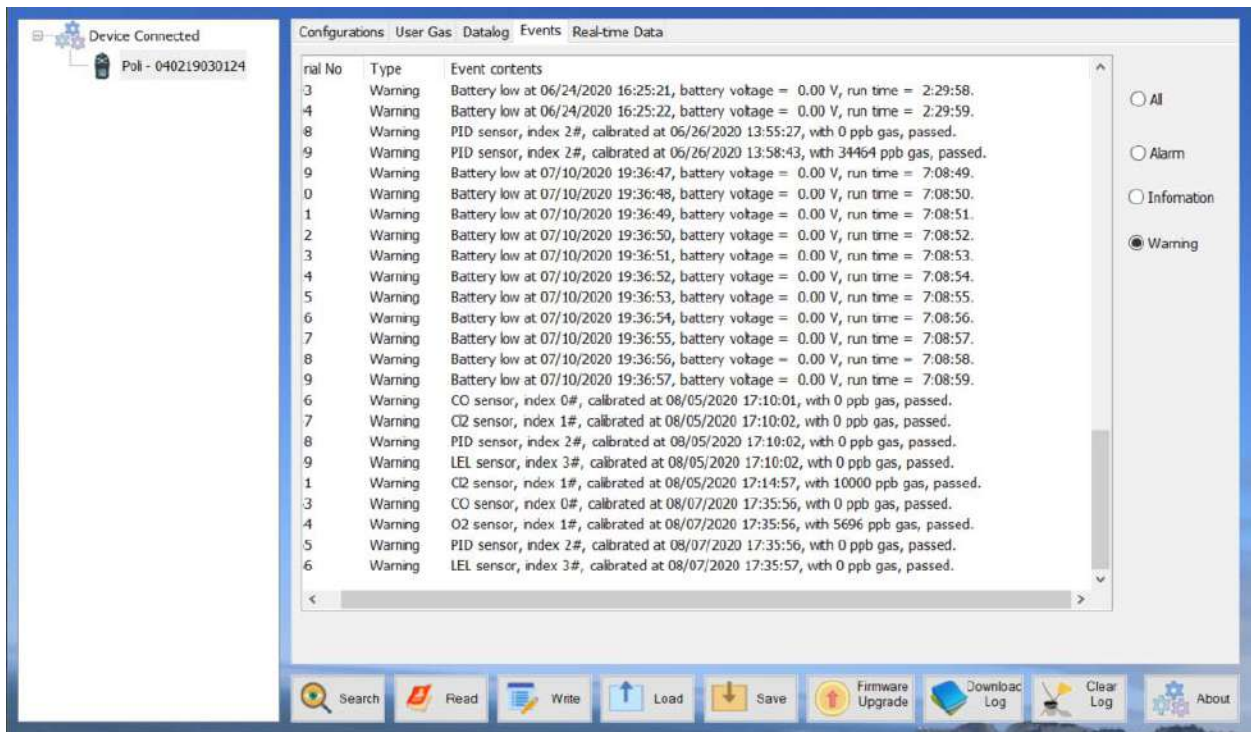 Device Connected
Poli - 040219030124
Configurations User Gas Datalog Events Real-time Data
rial No Type Event contents
3 Warning Battery low at 06/24/2020 16:25:21, battery voltage = 0.00 V, run time = 2:29:58.
4 Warning Battery low at 06/24/2020 16:25:22, battery voltage = 0.00 V, run time = 2:29:59.
8 Warning PID sensor, index 2#, calibrated at 06/26/2020 13:55:27, with 0 ppb gas, passed.
9 Warning PID sensor, index 2#, calibrated at 06/26/2020 13:58:43, with 34464 ppb gas, passed.
9 Warning Battery low at 07/10/2020 19:36:47, battery voltage = 0.00 V, run time = 7:08:49.
0 Warning Battery low at 07/10/2020 19:36:48, battery voltage = 0.00 V, run time = 7:08:50.
1 Warning Battery low at 07/10/2020 19:36:49, battery voltage = 0.00 V, run time = 7:08:51.
2 Warning Battery low at 07/10/2020 19:36:50, battery voltage = 0.00 V, run time = 7:08:52.
3 Warning Battery low at 07/10/2020 19:36:51, battery voltage = 0.00 V, run time = 7:08:53.
4 Warning Battery low at 07/10/2020 19:36:52, battery voltage = 0.00 V, run time = 7:08:54.
5 Warning Battery low at 07/10/2020 19:36:53, battery voltage = 0.00 V, run time = 7:08:55.
6 Warning Battery low at 07/10/2020 19:36:54, battery voltage = 0.00 V, run time = 7:08:56.
7 Warning Battery low at 07/10/2020 19:36:55, battery voltage = 0.00 V, run time = 7:08:57.
8 Warning Battery low at 07/10/2020 19:36:56, battery voltage = 0.00 V, run time = 7:08:58.
9 Warning Battery low at 07/10/2020 19:36:57, battery voltage = 0.00 V, run time = 7:08:59.
6 Warning CO sensor, index 0#, calibrated at 08/05/2020 17:10:01, with 0 ppb gas, passed.
7 Warning Cl2 sensor, index 1#, calibrated at 08/05/2020 17:10:02, with 0 ppb gas, passed.
8 Warning PID sensor, index 2#, calibrated at 08/05/2020 17:10:02, with 0 ppb gas, passed.
9 Warning LEL sensor, index 3#, calibrated at 08/05/2020 17:10:02, with 0 ppb gas, passed.
1 Warning Cl2 sensor, index 1#, calibrated at 08/05/2020 17:14:57, with 10000 ppb gas, passed.
3 Warning CO sensor, index 0#, calibrated at 08/07/2020 17:35:56, with 0 ppb gas, passed.
4 Warning O2 sensor, index 1#, calibrated at 08/07/2020 17:35:56, with 5696 ppb gas, passed.
5 Warning PID sensor, index 2#, calibrated at 08/07/2020 17:35:56, with 0 ppb gas, passed.
6 Warning LEL sensor, index 3#, calibrated at 08/07/2020 17:35:57, with 0 ppb gas, passed.
All
Alarm
Infomation
Warning
Search Read Write Load Save Firmware Upgrade Downloac Log Clear Log About